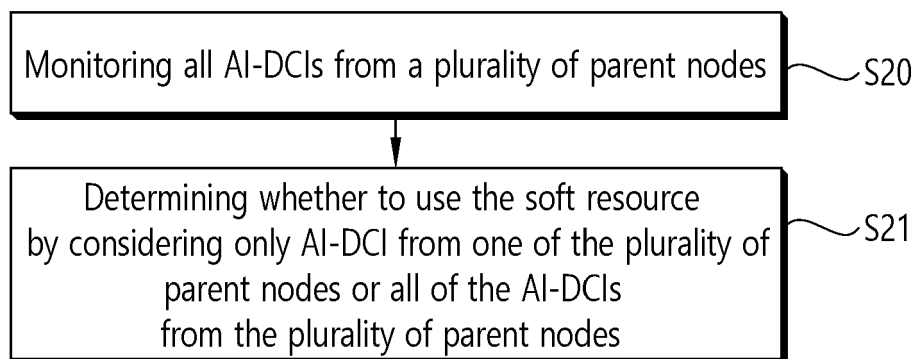 Monitoring all AI-DCIs from a plurality of parent nodes
S20
Determining whether to use the soft resource
by considering only AI-DCI from one of the plurality of
parent nodes or all of the AI-DCIs
from the plurality of parent nodes
S21